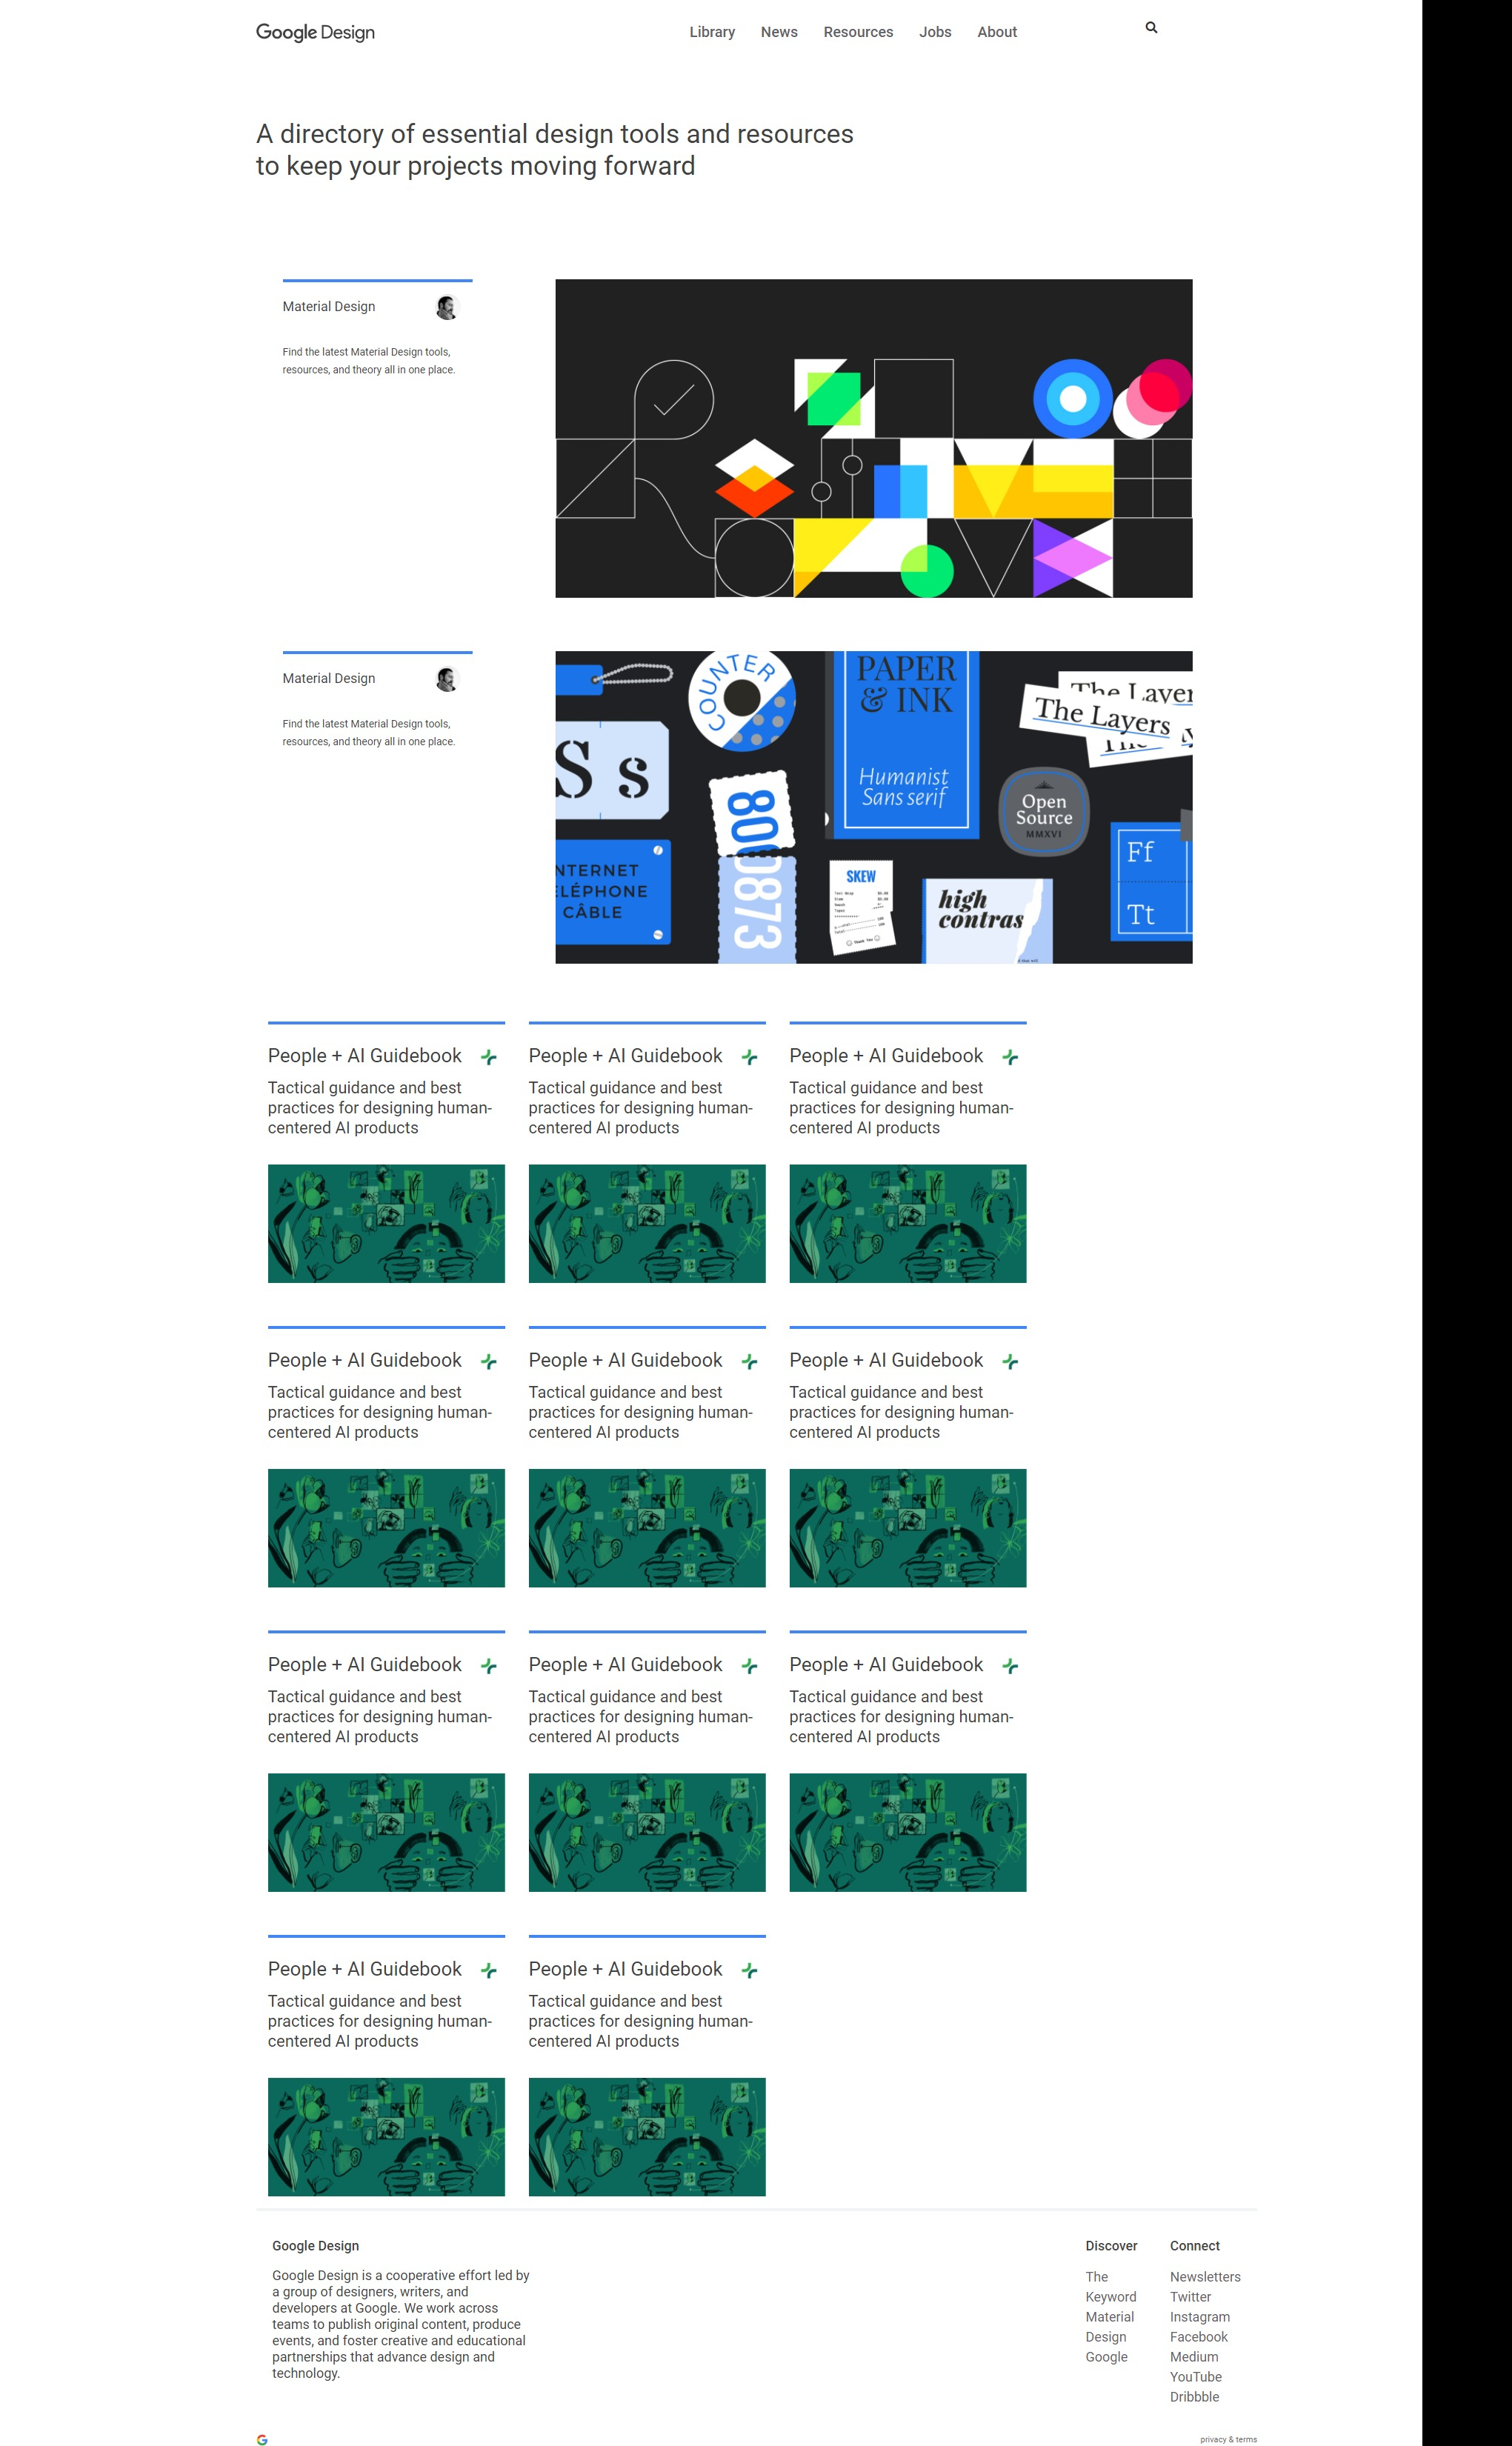 Google Design
Library News Resources Jobs About
A directory of essential design tools and resources
to keep your projects moving forward
Material Design
Find the latest Material Design tools,
resources, and theory all in one place.
Material Design
Find the latest Material Design tools,
resources, and theory all in one place.
COUNTER
PAPER
& INK
Humanist
Sans serif
The Layer
The Layers
S s
800
0873
Open
Source
MMXVI
Ff
Tt
NTERNET
ÉLÉPHONE
CÂBLE
SKEW
Thank You
high
contras
People + AI Guidebook
Tactical guidance and best
practices for designing human-
centered AI products
People + AI Guidebook
Tactical guidance and best
practices for designing human-
centered AI products
People + AI Guidebook
Tactical guidance and best
practices for designing human-
centered AI products
People + AI Guidebook
Tactical guidance and best
practices for designing human-
centered AI products
People + AI Guidebook
Tactical guidance and best
practices for designing human-
centered AI products
People + AI Guidebook
Tactical guidance and best
practices for designing human-
centered AI products
People + AI Guidebook
Tactical guidance and best
practices for designing human-
centered AI products
People + AI Guidebook
Tactical guidance and best
practices for designing human-
centered AI products
People + AI Guidebook
Tactical guidance and best
practices for designing human-
centered AI products
People + AI Guidebook
Tactical guidance and best
practices for designing human-
centered AI products
People + AI Guidebook
Tactical guidance and best
practices for designing human-
centered AI products
Google Design
Google Design is a cooperative effort led by
a group of designers, writers, and
developers at Google. We work across
teams to publish original content, produce
events, and foster creative and educational
partnerships that advance design and
technology.
Discover
The
Keyword
Material
Design
Google
Connect
Newsletters
Twitter
Instagram
Facebook
Medium
YouTube
Dribbble
G
privacy & terms